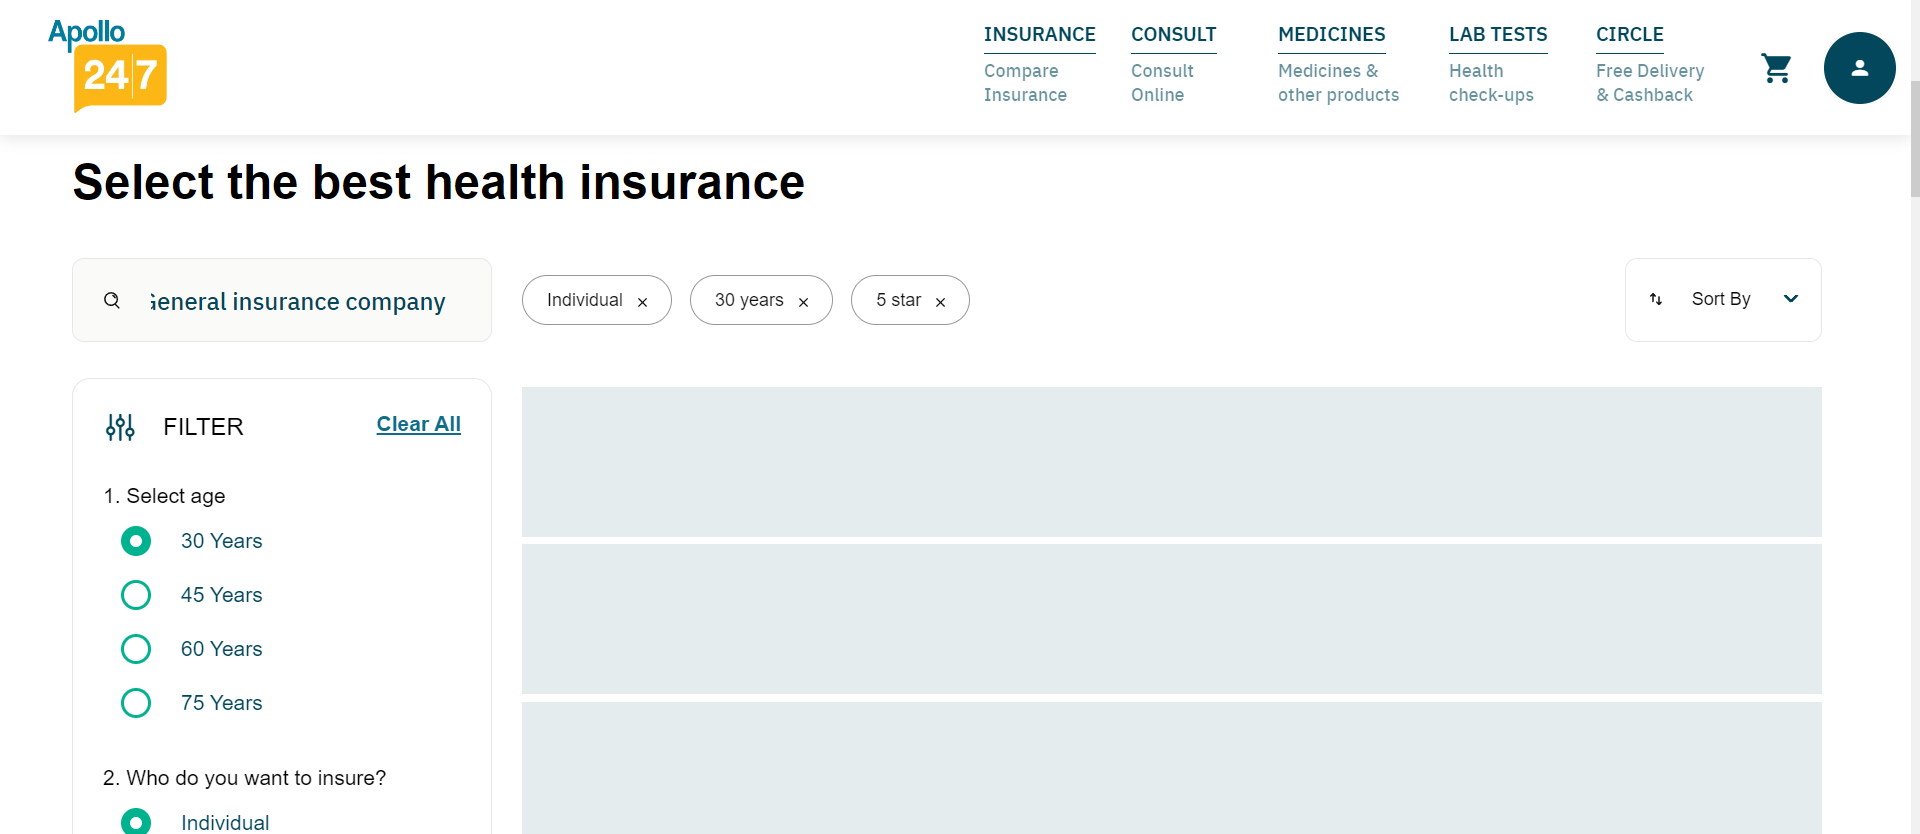 Apollo
24|7
INSURANCE
Compare
Insurance
CONSULT
Consult
Online
MEDICINES
Medicines &
other products
LAB TESTS
Health
check-ups
CIRCLE
Free Delivery
& Cashback
Select the best health insurance
General insurance company
Individual ×
30 years ×
5 star ×
Sort By
FILTER
Clear All
1. Select age
30 Years
45 Years
60 Years
75 Years
2. Who do you want to insure?
Individual